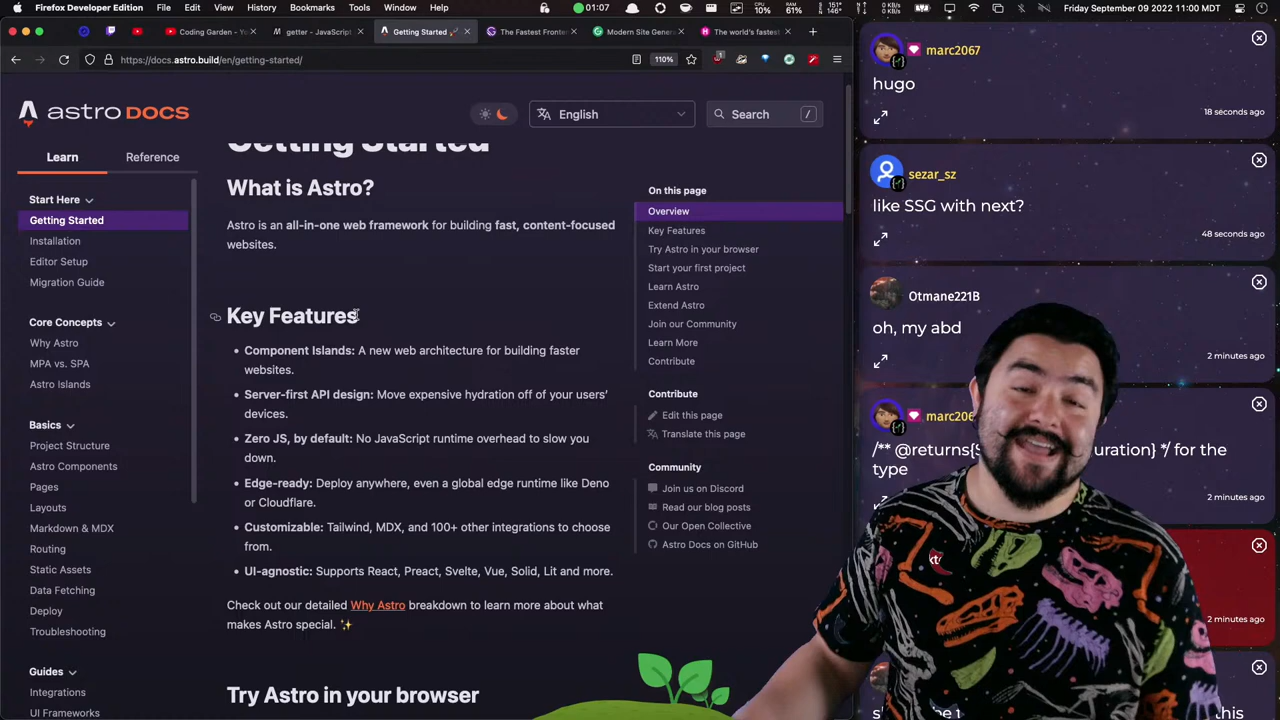 Firefox Developer Edition File Edit View History Bookmarks Tools Window Help 01:07 CPU 10% RAM 61% Friday September 09 2022 11:00 MDT
Coding Garden - Yo
getter - JavaScript
Getting Started
The Fastest Fronte
Modern Site Genera
The world's fastest
https://docs.astro.build/en/getting-started/
110%
astro DOCS
English
Search /
Learn Reference
Start Here
Getting Started
Installation
Editor Setup
Migration Guide
Core Concepts
Why Astro
MPA vs. SPA
Astro Islands
Basics
Project Structure
Astro Components
Pages
Layouts
Markdown & MDX
Routing
Static Assets
Data Fetching
Deploy
Troubleshooting
Guides
Integrations
UI Frameworks
Getting Started
What is Astro?
Astro is an all-in-one web framework for building fast, content-focused
websites.
Key Features
• Component Islands: A new web architecture for building faster
websites.
• Server-first API design: Move expensive hydration off of your users'
devices.
• Zero JS, by default: No JavaScript runtime overhead to slow you
down.
• Edge-ready: Deploy anywhere, even a global edge runtime like Deno
or Cloudflare.
• Customizable: Tailwind, MDX, and 100+ other integrations to choose
from.
• UI-agnostic: Supports React, Preact, Svelte, Vue, Solid, Lit and more.
Check out our detailed Why Astro breakdown to learn more about what
makes Astro special. ✨
Try Astro in your browser
On this page
Overview
Key Features
Try Astro in your browser
Start your first project
Learn Astro
Extend Astro
Join our Community
Learn More
Contribute
Contribute
Edit this page
Translate this page
Community
Join us on Discord
Read our blog posts
Our Open Collective
Astro Docs on GitHub
marc2067
hugo
18 seconds ago
sezar_sz
like SSG with next?
48 seconds ago
Otmane221B
oh, my abd
2 minutes ago
marc206
/** @returns{S uration} */ for the
type
2 minutes ago
2 minutes ago
this